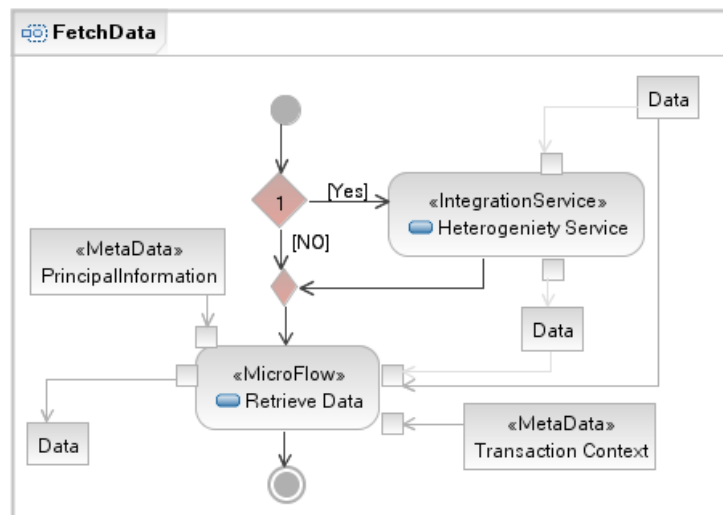 FetchData
Data
1
[Yes]
«IntegrationService»
Heterogeniety Service
[NO]
«MetaData»
PrincipalInformation
Data
«MicroFlow»
Retrieve Data
Data
«MetaData»
Transaction Context